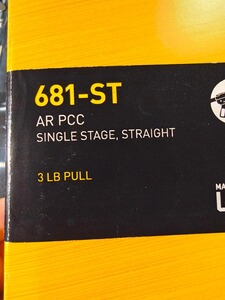 681-ST
AR PCC
SINGLE STAGE, STRAIGHT
3 LB PULL